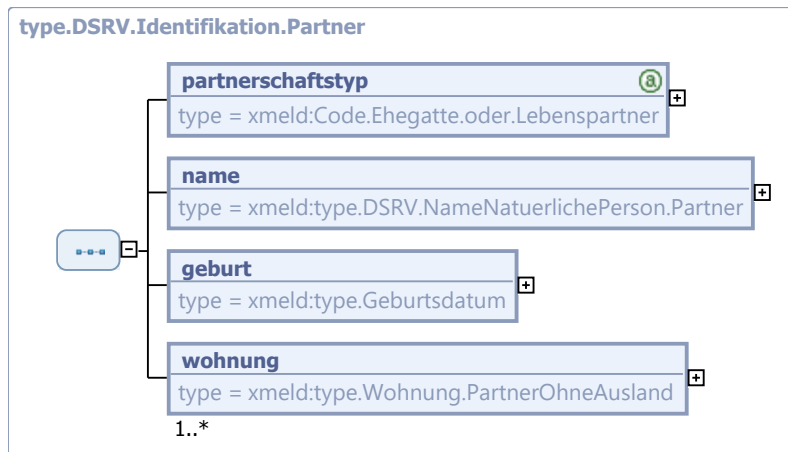 type.DSRV.Identifikation.Partner
partnerschaftstyp
type = xmeld:Code.Ehegatte.oder.Lebenspartner
name
type = xmeld:type.DSRV.NameNatuerlichePerson.Partner
geburt
type = xmeld:type.Geburtsdatum
wohnung
type = xmeld:type.Wohnung.PartnerOhneAusland
1..*